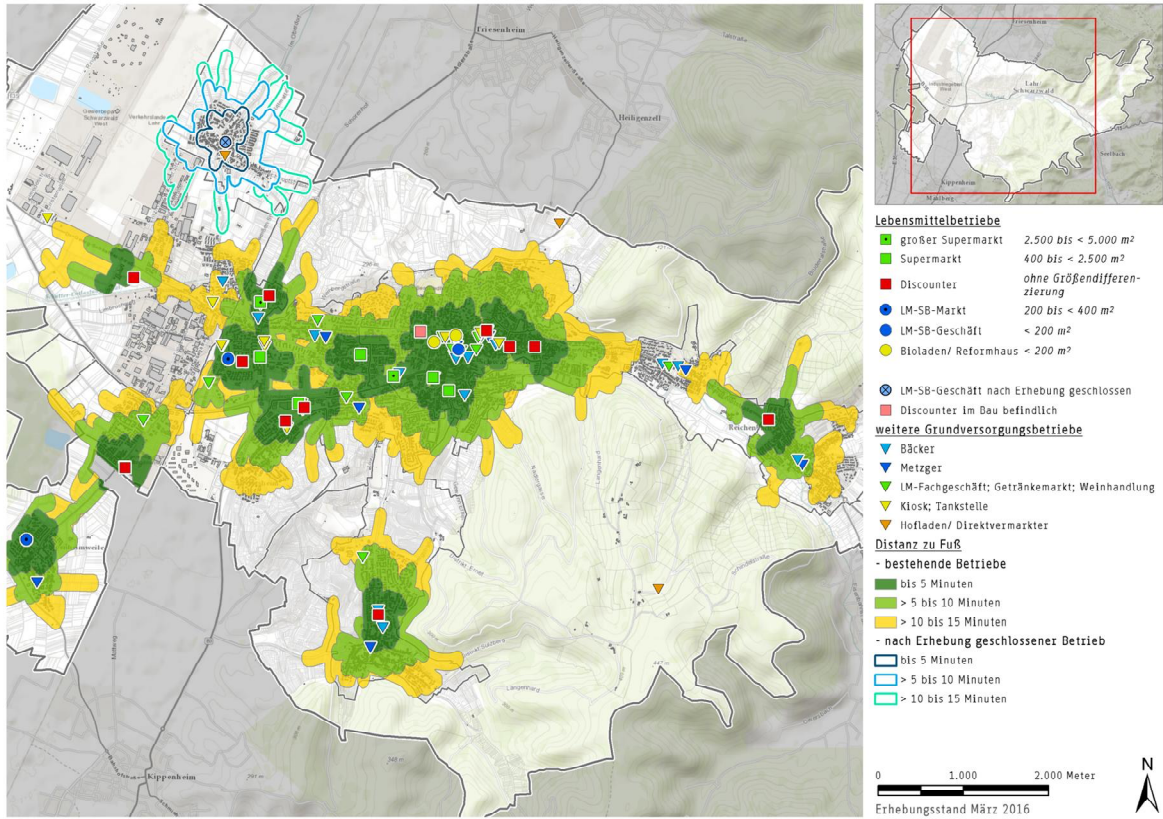 Friesenheim
Heiligenzell
Kippenheim
Langenhard
Lahr
Schwarzwald
Seelbach
Kippenheim
Mahlberg
Lebensmittelbetriebe
großer Supermarkt 2.500 bis < 5.000 m²
Supermarkt 400 bis < 2.500 m²
Discounter ohne Größendifferen-
zierung
LM-SB-Markt 200 bis < 400 m²
LM-SB-Geschäft < 200 m²
Bioladen/ Reformhaus < 200 m²
LM-SB-Geschäft nach Erhebung geschlossen
Discounter im Bau befindlich
weitere Grundversorgungsbetriebe
Bäcker
Metzger
LM-Fachgeschäft; Getränkemarkt; Weinhandlung
Kiosk; Tankstelle
Hofladen/ Direktvermarkter
Distanz zu Fuß
- bestehende Betriebe
bis 5 Minuten
> 5 bis 10 Minuten
> 10 bis 15 Minuten
- nach Erhebung geschlossener Betrieb
bis 5 Minuten
> 5 bis 10 Minuten
> 10 bis 15 Minuten
N
0 1.000 2.000 Meter
Erhebungsstand März 2016